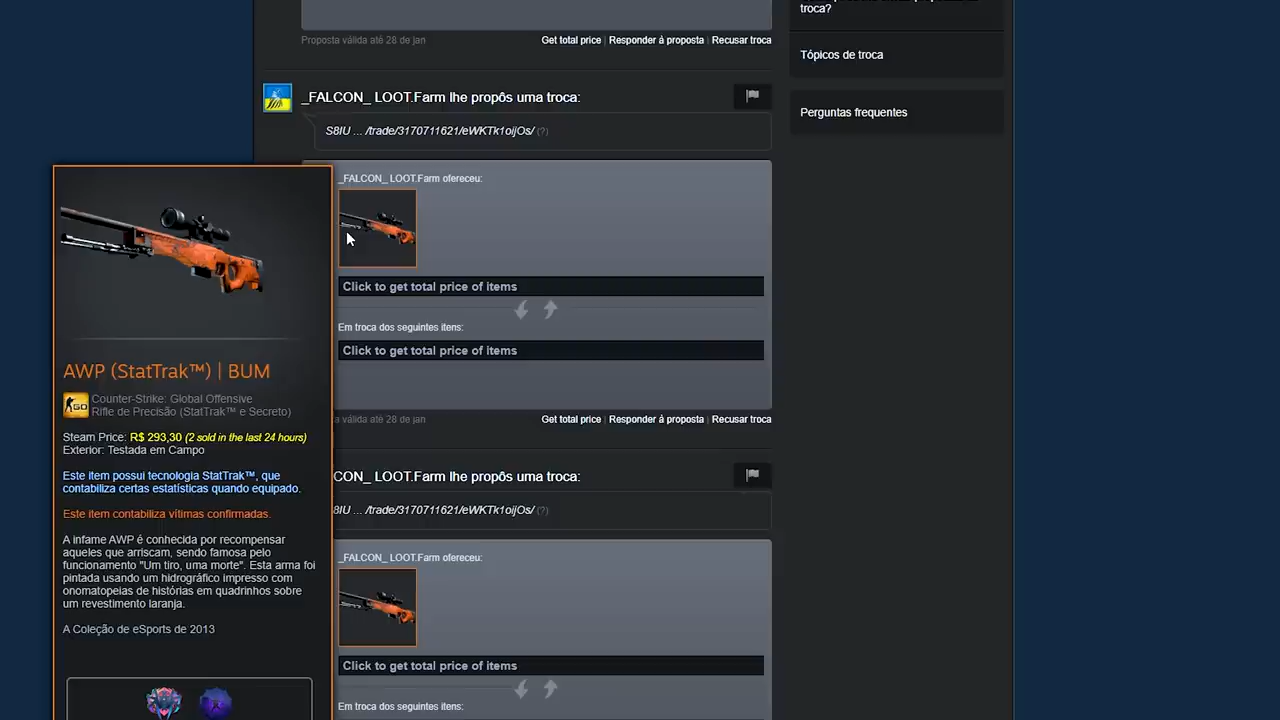 troca?
Proposta válida até 28 de jan
Get total price | Responder à proposta | Recusar troca
Tópicos de troca
_FALCON_ LOOT.Farm lhe propôs uma troca:
Perguntas frequentes
S8IU ... /trade/3170711621/eWKTk1oijOs/ (?)
_FALCON_ LOOT.Farm ofereceu:
Click to get total price of items
Em troca dos seguintes itens:
Click to get total price of items
AWP (StatTrak™) | BUM
Counter-Strike: Global Offensive
Rifle de Precisão (StatTrak™ e Secreto)
Steam Price: R$ 293,30 (2 sold in the last 24 hours)
Exterior: Testada em Campo
Este item possui tecnologia StatTrak™, que
contabiliza certas estatísticas quando equipado.
Este item contabiliza vítimas confirmadas.
A infame AWP é conhecida por recompensar
aqueles que arriscam, sendo famosa pelo
funcionamento "Um tiro, uma morte". Esta arma foi
pintada usando um hidrográfico impresso com
onomatopeias de histórias em quadrinhos sobre
um revestimento laranja.
A Coleção de eSports de 2013
válida até 28 de jan
Get total price | Responder à proposta | Recusar troca
CON_ LOOT.Farm lhe propôs uma troca:
8IU ... /trade/3170711621/eWKTk1oijOs/ (?)
_FALCON_ LOOT.Farm ofereceu:
Click to get total price of items
Em troca dos seguintes itens: